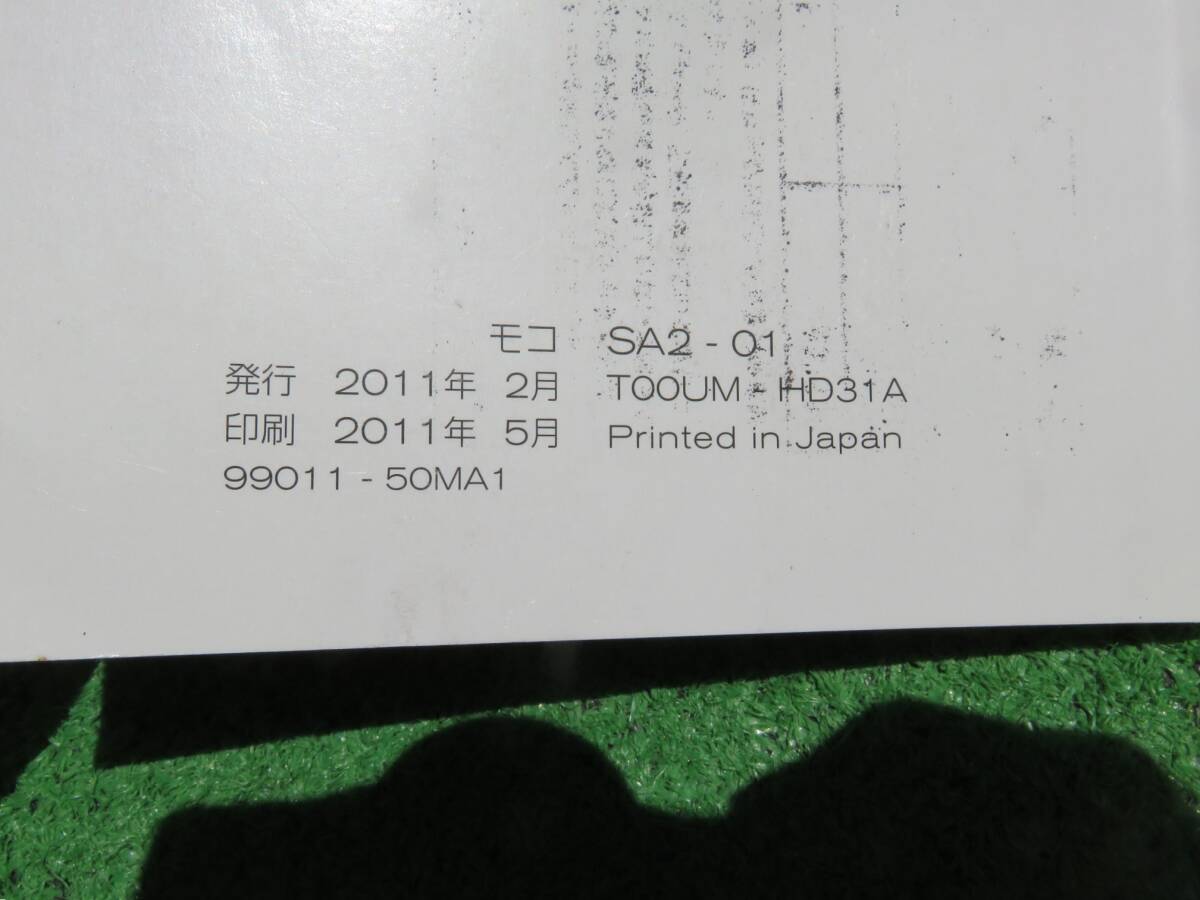 モコ SA2 - 01
発行 2011年 2月 T00UM - HD31A
印刷 2011年 5月 Printed in Japan
99011 - 50MA1